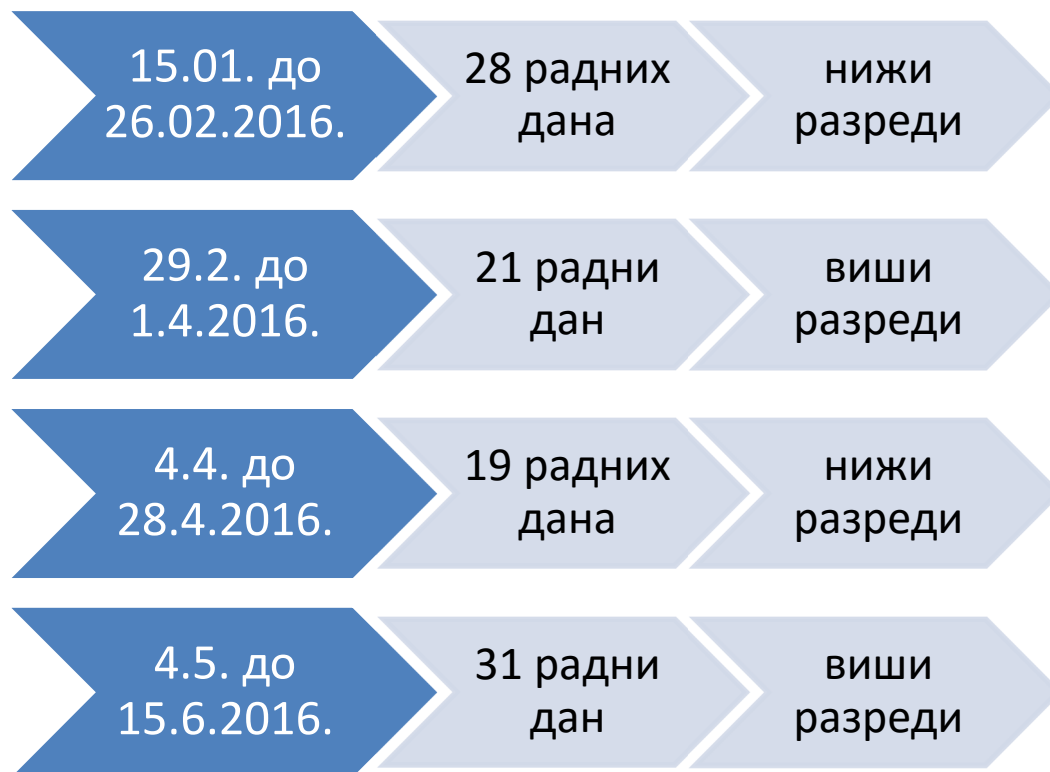 15.01. до
26.02.2016.
28 радних
дана
нижи
разреди
29.2. до
1.4.2016.
21 радни
дан
виши
разреди
4.4. до
28.4.2016.
19 радних
дана
нижи
разреди
4.5. до
15.6.2016.
31 радни
дан
виши
разреди